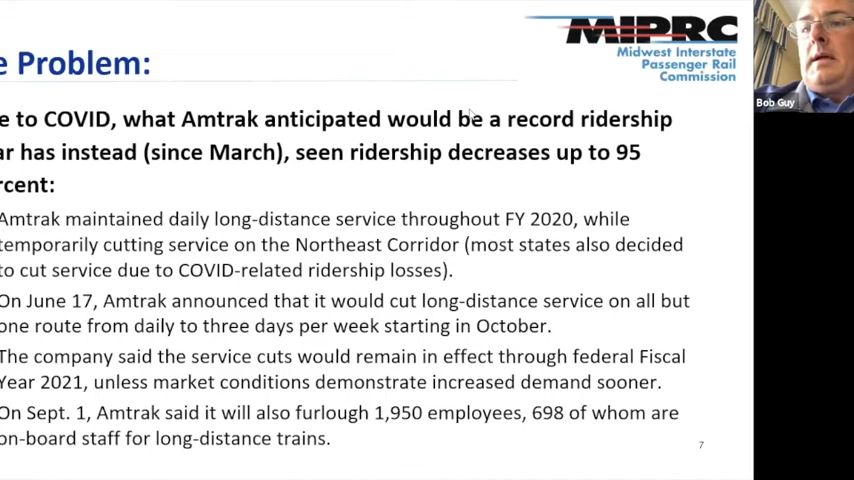 MIPRC
Midwest Interstate
Passenger Rail
Commission
e Problem:
e to COVID, what Amtrak anticipated would be a record ridership
ar has instead (since March), seen ridership decreases up to 95
rcent:
Amtrak maintained daily long-distance service throughout FY 2020, while
temporarily cutting service on the Northeast Corridor (most states also decided
to cut service due to COVID-related ridership losses).
On June 17, Amtrak announced that it would cut long-distance service on all but
one route from daily to three days per week starting in October.
The company said the service cuts would remain in effect through federal Fiscal
Year 2021, unless market conditions demonstrate increased demand sooner.
On Sept. 1, Amtrak said it will also furlough 1,950 employees, 698 of whom are
on-board staff for long-distance trains.
7
Bob Guy